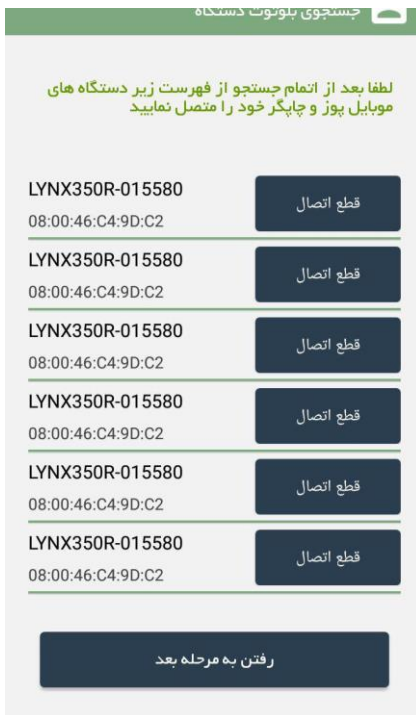 جستجوی بلوتوث دستگاه
لطفا بعد از اتمام جستجو از فهرست زیر دستگاه های
موبایل پوز و چاپگر خود را متصل نمایید
LYNX350R-015580
قطع اتصال
08:00:46:C4:9D:C2
LYNX350R-015580
قطع اتصال
08:00:46:C4:9D:C2
LYNX350R-015580
قطع اتصال
08:00:46:C4:9D:C2
LYNX350R-015580
قطع اتصال
08:00:46:C4:9D:C2
LYNX350R-015580
قطع اتصال
08:00:46:C4:9D:C2
LYNX350R-015580
قطع اتصال
08:00:46:C4:9D:C2
رفتن به مرحله بعد